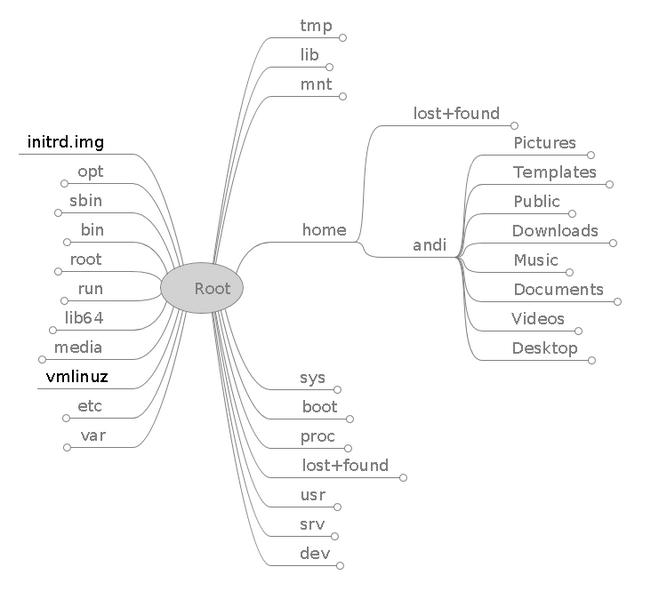 tmp
lib
mnt
lost+found
initrd.img
Pictures
opt
Templates
sbin
Public
bin
home
Downloads
andi
root
Music
run
Root
Documents
lib64
Videos
media
Desktop
vmlinuz
sys
etc
boot
var
proc
lost+found
usr
srv
dev